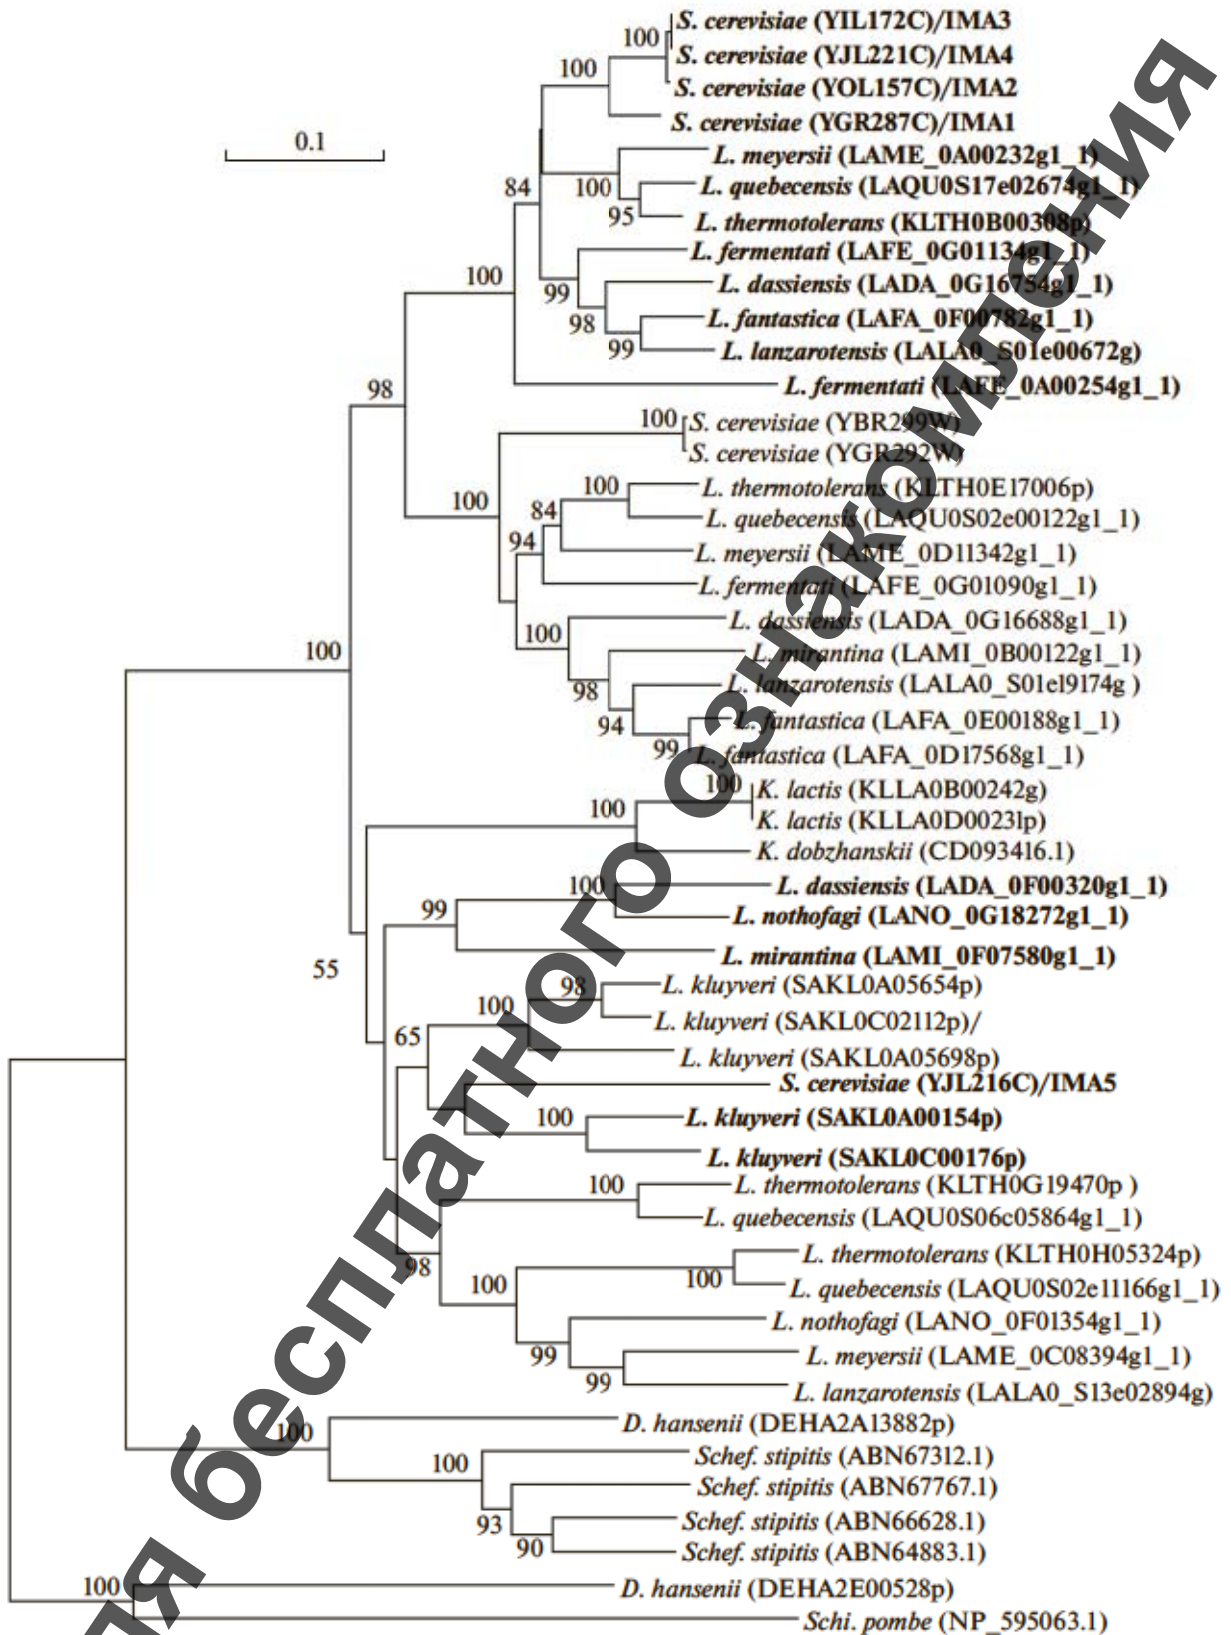 S. cerevisiae (YIL172C)/IMA3
100
S. cerevisiae (YJL221C)/IMA4
100
S. cerevisiae (YOL157C)/IMA2
S. cerevisiae (YGR287C)/IMA1
0.1
L. meyersii (LAME_0A00232g1_1)
84
100
L. quebecensis (LAQU0S17e02674g1_1)
95
L. thermotolerans (KLTH0B00308p)
L. fermentati (LAFE_0G01134g1_1)
100
L. dassiensis (LADA_0G16754g1_1)
99
98
L. fantastica (LAFA_0F00782g1_1)
99
L. lanzarotensis (LALA0_S01e00672g)
98
L. fermentati (LAFE_0A00254g1_1)
100
S. cerevisiae (YBR299W)
S. cerevisiae (YGR292W)
100
L. thermotolerans (KLTH0E17006p)
100
84
L. quebecensis (LAQU0S02e00122g1_1)
94
L. meyersii (LAME_0D11342g1_1)
L. fermentati (LAFE_0G01090g1_1)
100
L. dassiensis (LADA_0G16688g1_1)
100
L. mirantina (LAMI_0B00122g1_1)
98
L. lanzarotensis (LALA0_S01e19174g )
94
L. fantastica (LAFA_0E00188g1_1)
99
L. fantastica (LAFA_0D17568g1_1)
100
K. lactis (KLLA0B00242g)
100
K. lactis (KLLA0D00231p)
K. dobzhanskii (CD093416.1)
100
L. dassiensis (LADA_0F00320g1_1)
99
L. nothofagi (LANO_0G18272g1_1)
L. mirantina (LAMI_0F07580g1_1)
55
98
L. kluyveri (SAKL0A05654p)
100
L. kluyveri (SAKL0C02112p)/
65
L. kluyveri (SAKL0A05698p)
S. cerevisiae (YJL216C)/IMA5
100
L. kluyveri (SAKL0A00154p)
L. kluyveri (SAKL0C00176p)
100
L. thermotolerans (KLTH0G19470p )
L. quebecensis (LAQU0S06c05864g1_1)
98
L. thermotolerans (KLTH0H05324p)
100
100
L. quebecensis (LAQU0S02e11166g1_1)
L. nothofagi (LANO_0F01354g1_1)
99
L. meyersii (LAME_0C08394g1_1)
99
L. lanzarotensis (LALA0_S13e02894g)
D. hansenii (DEHA2A13882p)
100
Schef. stipitis (ABN67312.1)
100
Schef. stipitis (ABN67767.1)
93
Schef. stipitis (ABN66628.1)
90
Schef. stipitis (ABN64883.1)
100
D. hansenii (DEHA2E00528p)
Schi. pombe (NP_595063.1)
ля бесплатного ознакомления